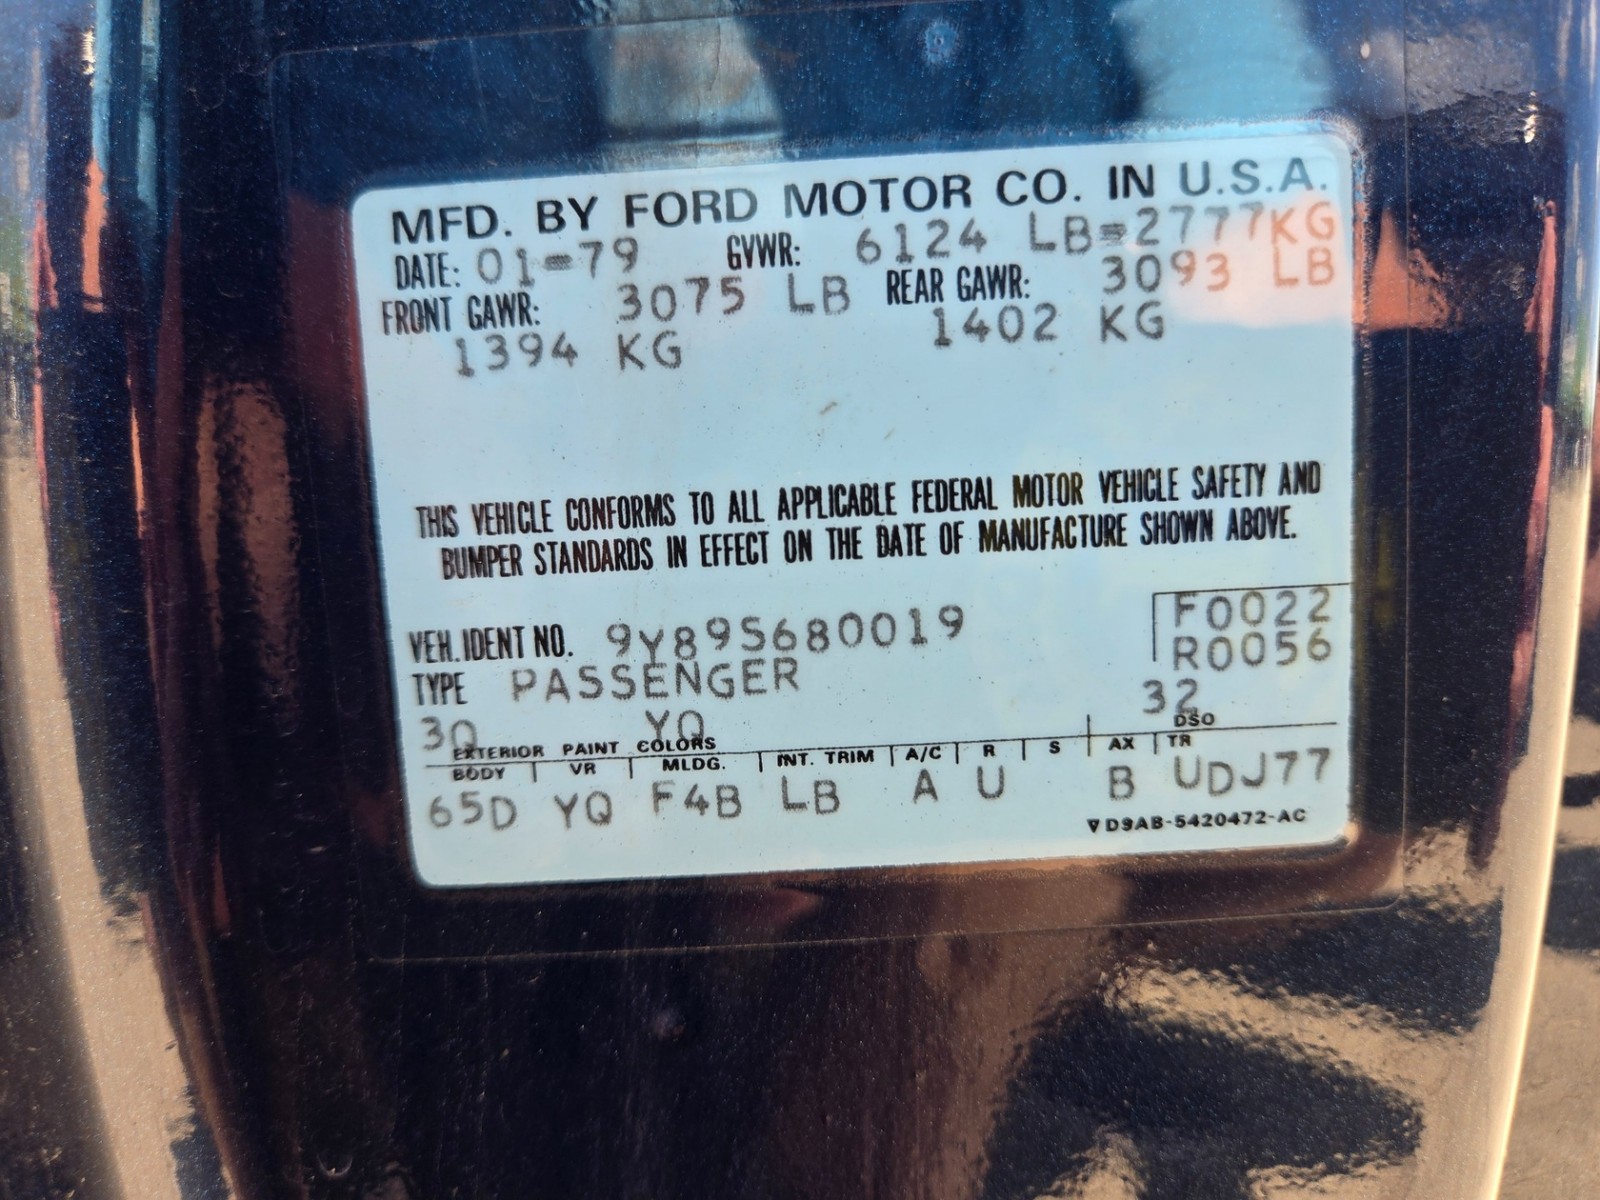 MFD. BY FORD MOTOR CO. IN U.S.A.
DATE: 01-79 GVWR: 6124 LB=2777KG
FRONT GAWR: 3075 LB REAR GAWR: 3093 LB
1394 KG 1402 KG
THIS VEHICLE CONFORMS TO ALL APPLICABLE FEDERAL MOTOR VEHICLE SAFETY AND
BUMPER STANDARDS IN EFFECT ON THE DATE OF MANUFACTURE SHOWN ABOVE.
VEH. IDENT NO. 9Y89S680019 F0022
TYPE PASSENGER R0056
3Q YQ 32
EXTERIOR PAINT COLORS DSO
BODY VR MLDG. INT. TRIM A/C R S AX TR
65D YQ F4B LB A U B UDJ77
▽D9AB-5420472-AC